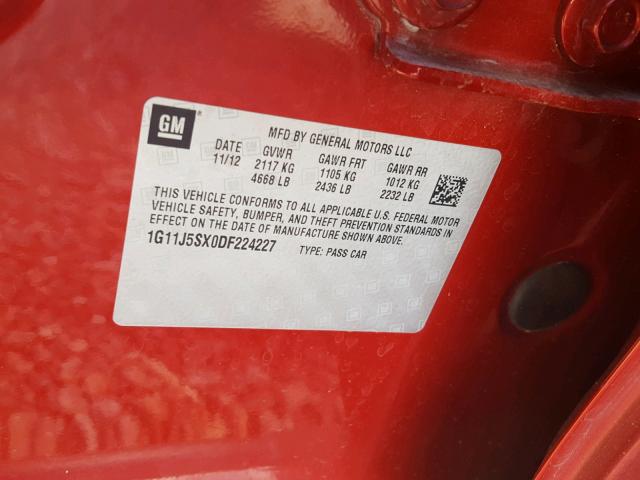 GM
MFD BY GENERAL MOTORS LLC
DATE GVWR GAWR FRT GAWR RR
11/12 2117 KG 1105 KG 1012 KG
4668 LB 2436 LB 2232 LB
THIS VEHICLE CONFORMS TO ALL APPLICABLE U.S. FEDERAL MOTOR
VEHICLE SAFETY, BUMPER, AND THEFT PREVENTION STANDARDS IN
EFFECT ON THE DATE OF MANUFACTURE SHOWN ABOVE.
1G11J5SX0DF224227 TYPE: PASS CAR